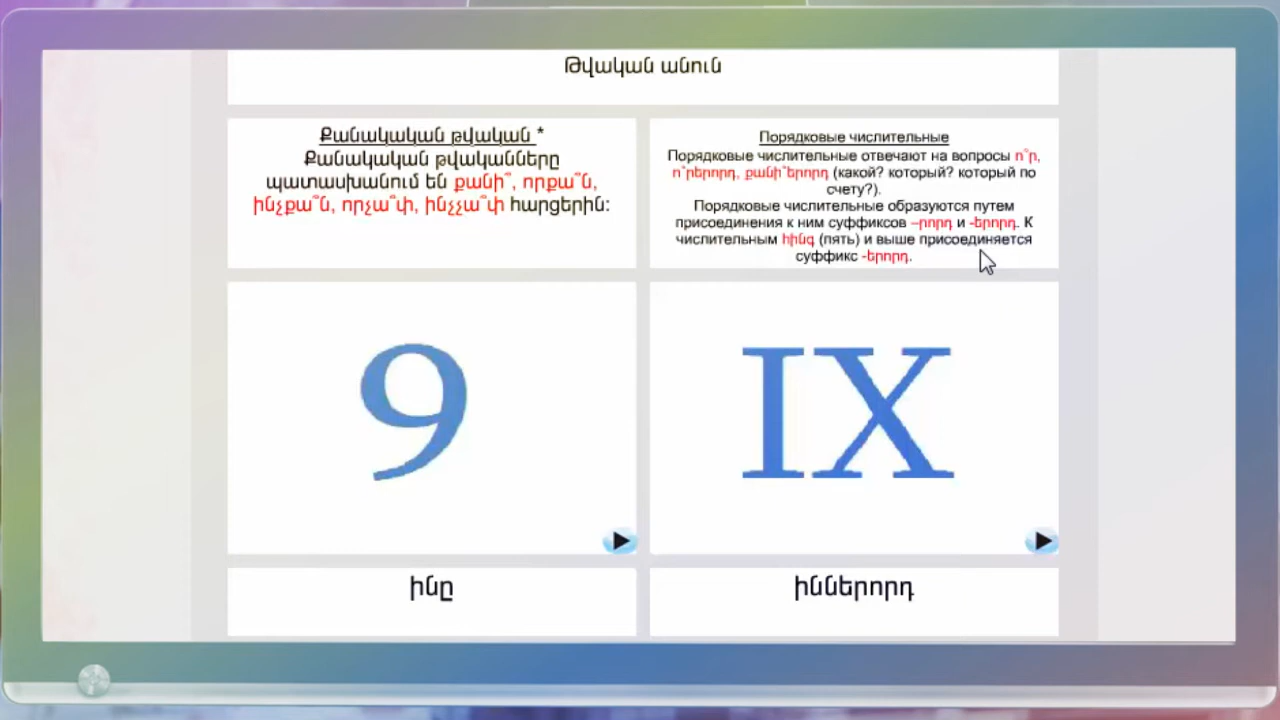 Թվական անուն
Քանակական թվական *
Քանակական թվականները
պատասխանում են քանի՞, որքա՞ն,
ինչքա՞ն, որչա՞փ, ինչչա՞փ հարցերին:
Порядковые числительные
Порядковые числительные отвечают на вопросы ո՞ր,
ո՞րերորդ, քանի՞երորդ (какой? который? который по
счету?).
Порядковые числительные образуются путем
присоединения к ним суффиксов –րորդ и -երորդ. К
числительным հինգ (пять) и выше присоединяется
суффикс -երորդ.
9
IX
ինը
իններորդ